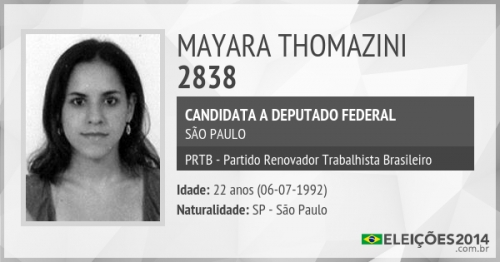 MAYARA THOMAZINI
2838
CANDIDATA A DEPUTADO FEDERAL
SÃO PAULO
PRTB - Partido Renovador Trabalhista Brasileiro
Idade: 22 anos (06-07-1992)
Naturalidade: SP - São Paulo
ELEIÇÕES2014
.com.br